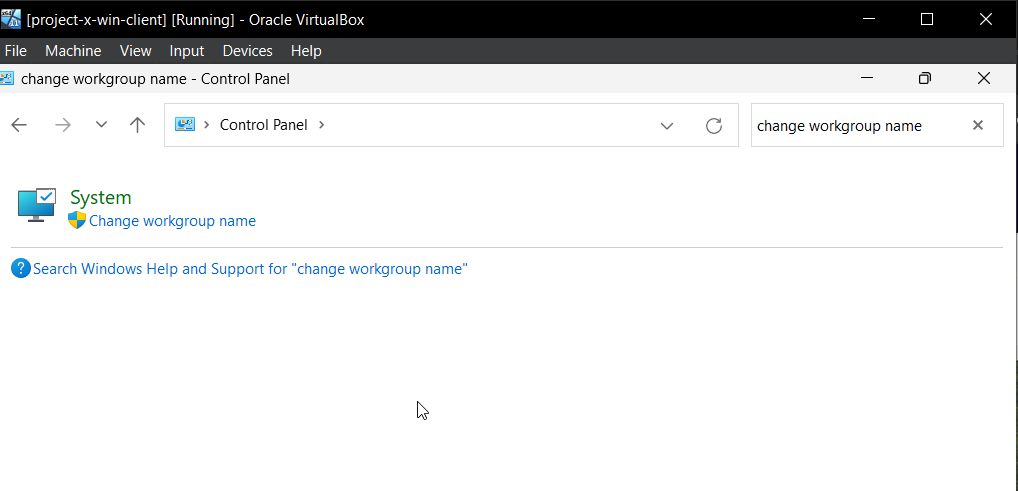 [project-x-win-client] [Running] - Oracle VirtualBox
File Machine View Input Devices Help
change workgroup name - Control Panel
Control Panel
change workgroup name
System
Change workgroup name
Search Windows Help and Support for "change workgroup name"